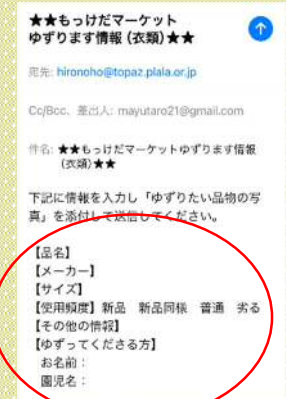 ★★もっけだマーケット
ゆずります情報（衣類）★★
宛先: hironoho@topaz.plala.or.jp
Cc/Bcc、差出人: mayutaro21@gmail.com
件名: ★★もっけだマーケットゆずります情報
（衣類）★★
下記に情報を入力し「ゆずりたい品物の写
真」を添付して送信してください。
【品名】
【メーカー】
【サイズ】
【使用頻度】新品 新品同様 普通 劣る
【その他の情報】
【ゆずってくださる方】
お名前：
園児名：